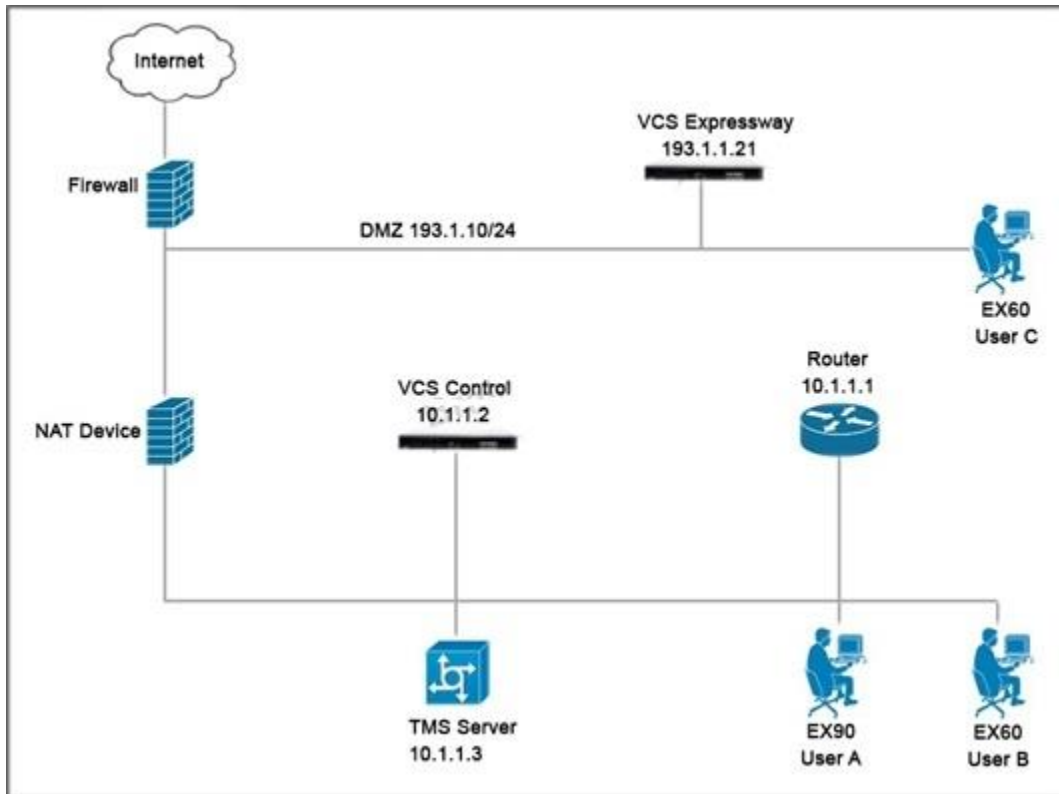 Internet
VCS Expressway
193.1.1.21
Firewall
DMZ 193.1.10/24
EX60
User C
Router
10.1.1.1
VCS Control
10.1.1.2
NAT Device
TMS Server
10.1.1.3
EX90
User A
EX60
User B